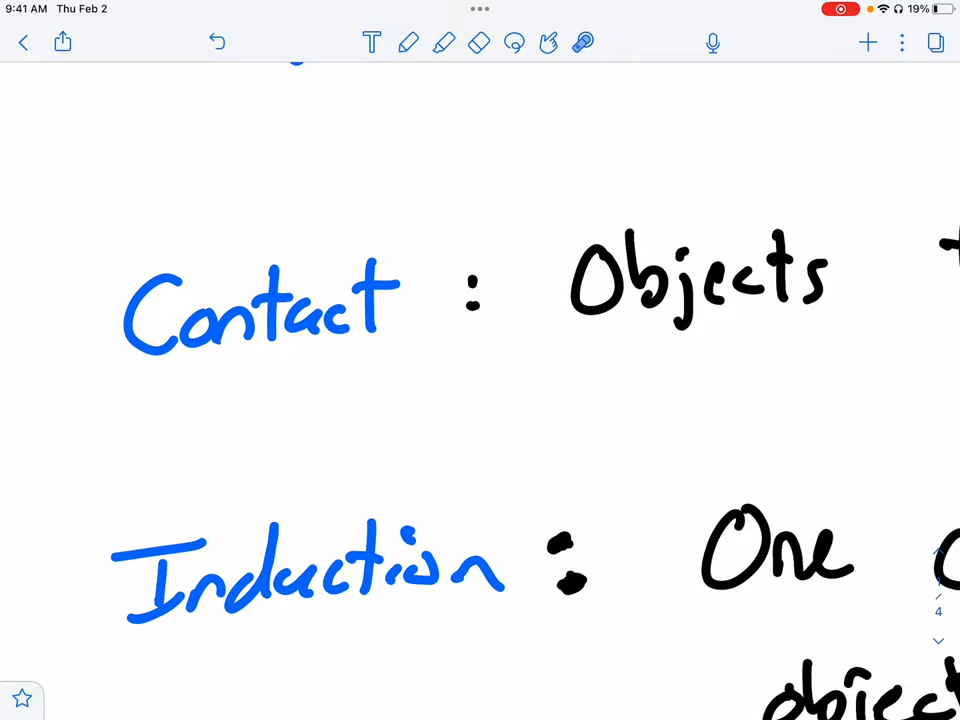 9:41 AM Thu Feb 2 19%
T
Contact : Objects
Induction : One
4